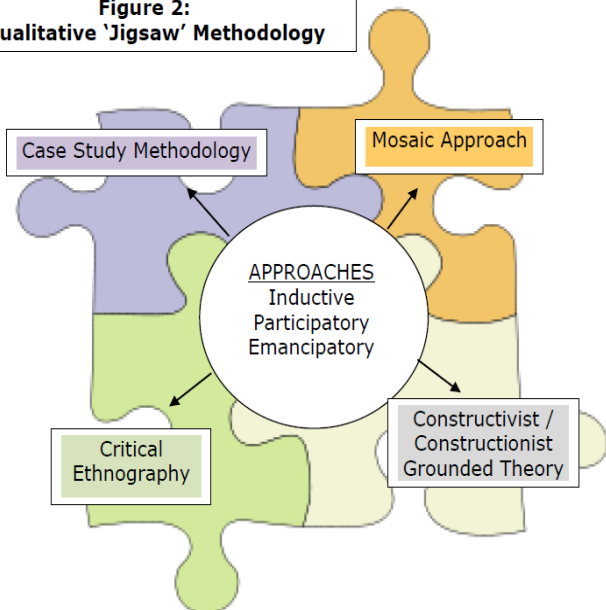 Figure 2:
ualitative ‘Jigsaw’ Methodology
Case Study Methodology
Mosaic Approach
APPROACHES
Inductive
Participatory
Emancipatory
Critical
Ethnography
Constructivist /
Constructionist
Grounded Theory